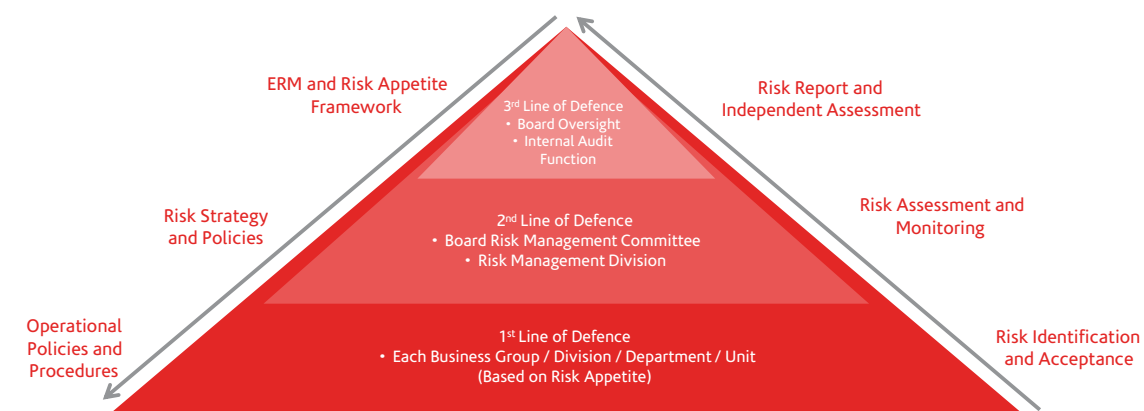 ERM and Risk Appetite
Framework
Risk Strategy
and Policies
Operational
Policies and
Procedures
3rd Line of Defence
• Board Oversight
• Internal Audit
Function
2nd Line of Defence
• Board Risk Management Committee
• Risk Management Division
1st Line of Defence
• Each Business Group / Division / Department / Unit
(Based on Risk Appetite)
Risk Report and
Independent Assessment
Risk Assessment and
Monitoring
Risk Identification
and Acceptance